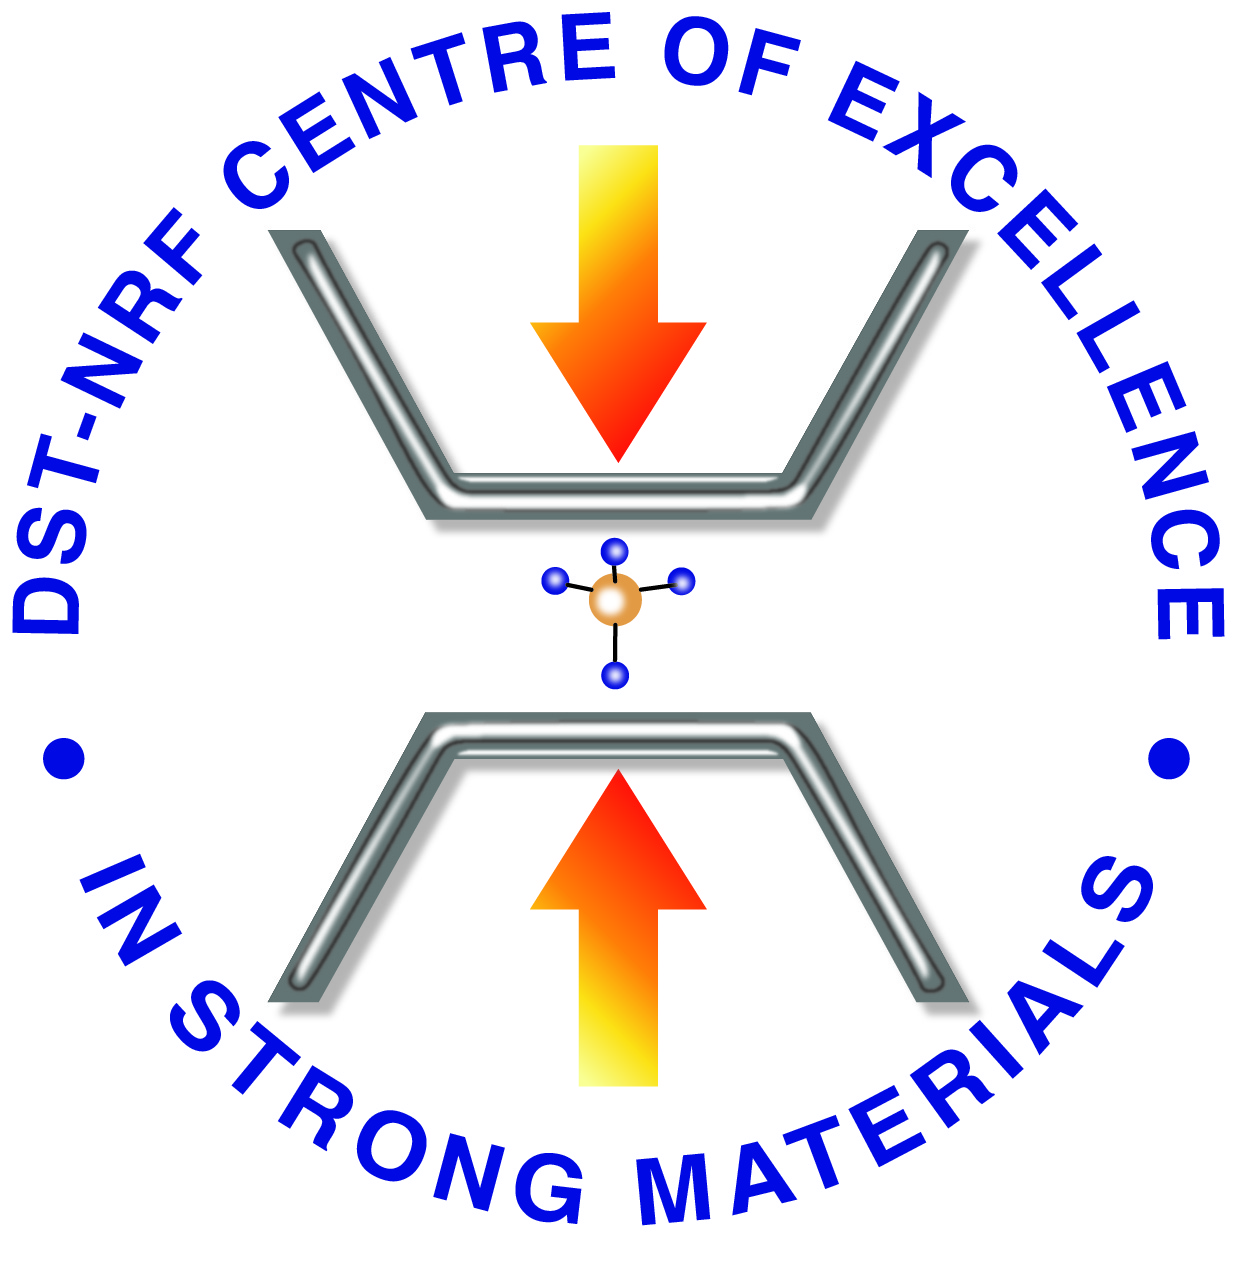 DST-NRF CENTRE OF EXCELLENCE
• IN STRONG MATERIALS •